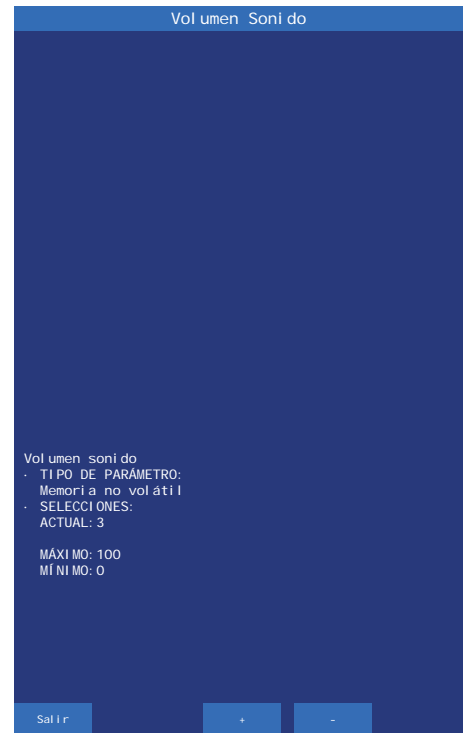 Volumen Sonido
Volumen sonido
· TIPO DE PARÁMETRO:
Memoria no volátil
· SELECCIONES:
ACTUAL: 3
MÁXIMO: 100
MÍNIMO: 0
Salir + -